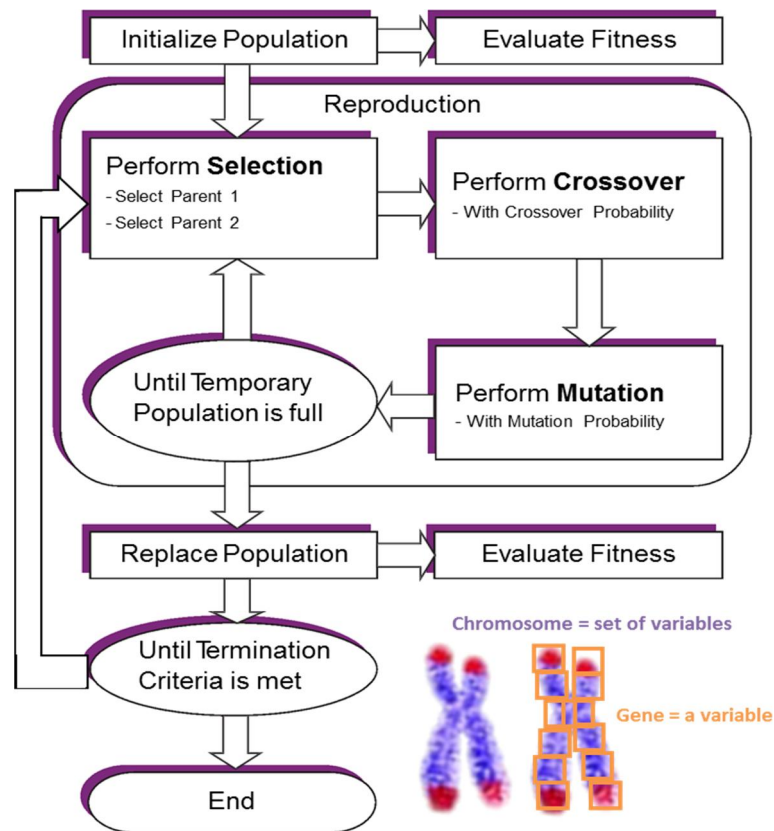 Initialize Population
Evaluate Fitness
Reproduction
Perform Selection
- Select Parent 1
- Select Parent 2
Perform Crossover
- With Crossover Probability
Until Temporary
Population is full
Perform Mutation
- With Mutation Probability
Replace Population
Evaluate Fitness
Until Termination
Criteria is met
End
Chromosome = set of variables
Gene = a variable